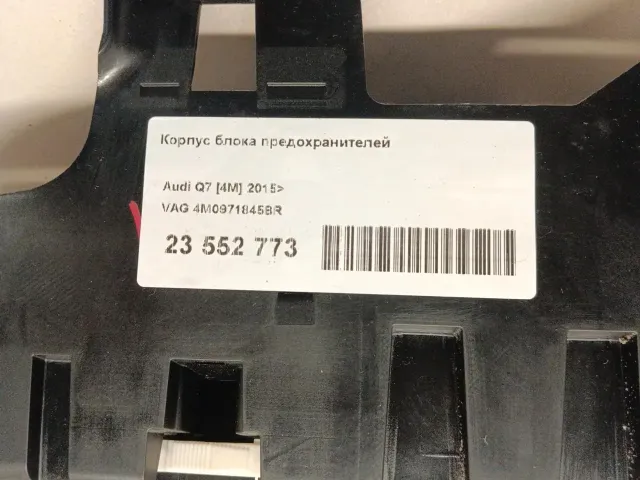 Корпус блока предохранителей
Audi Q7 [4M] 2015>
VAG 4M0971845BR
23 552 773